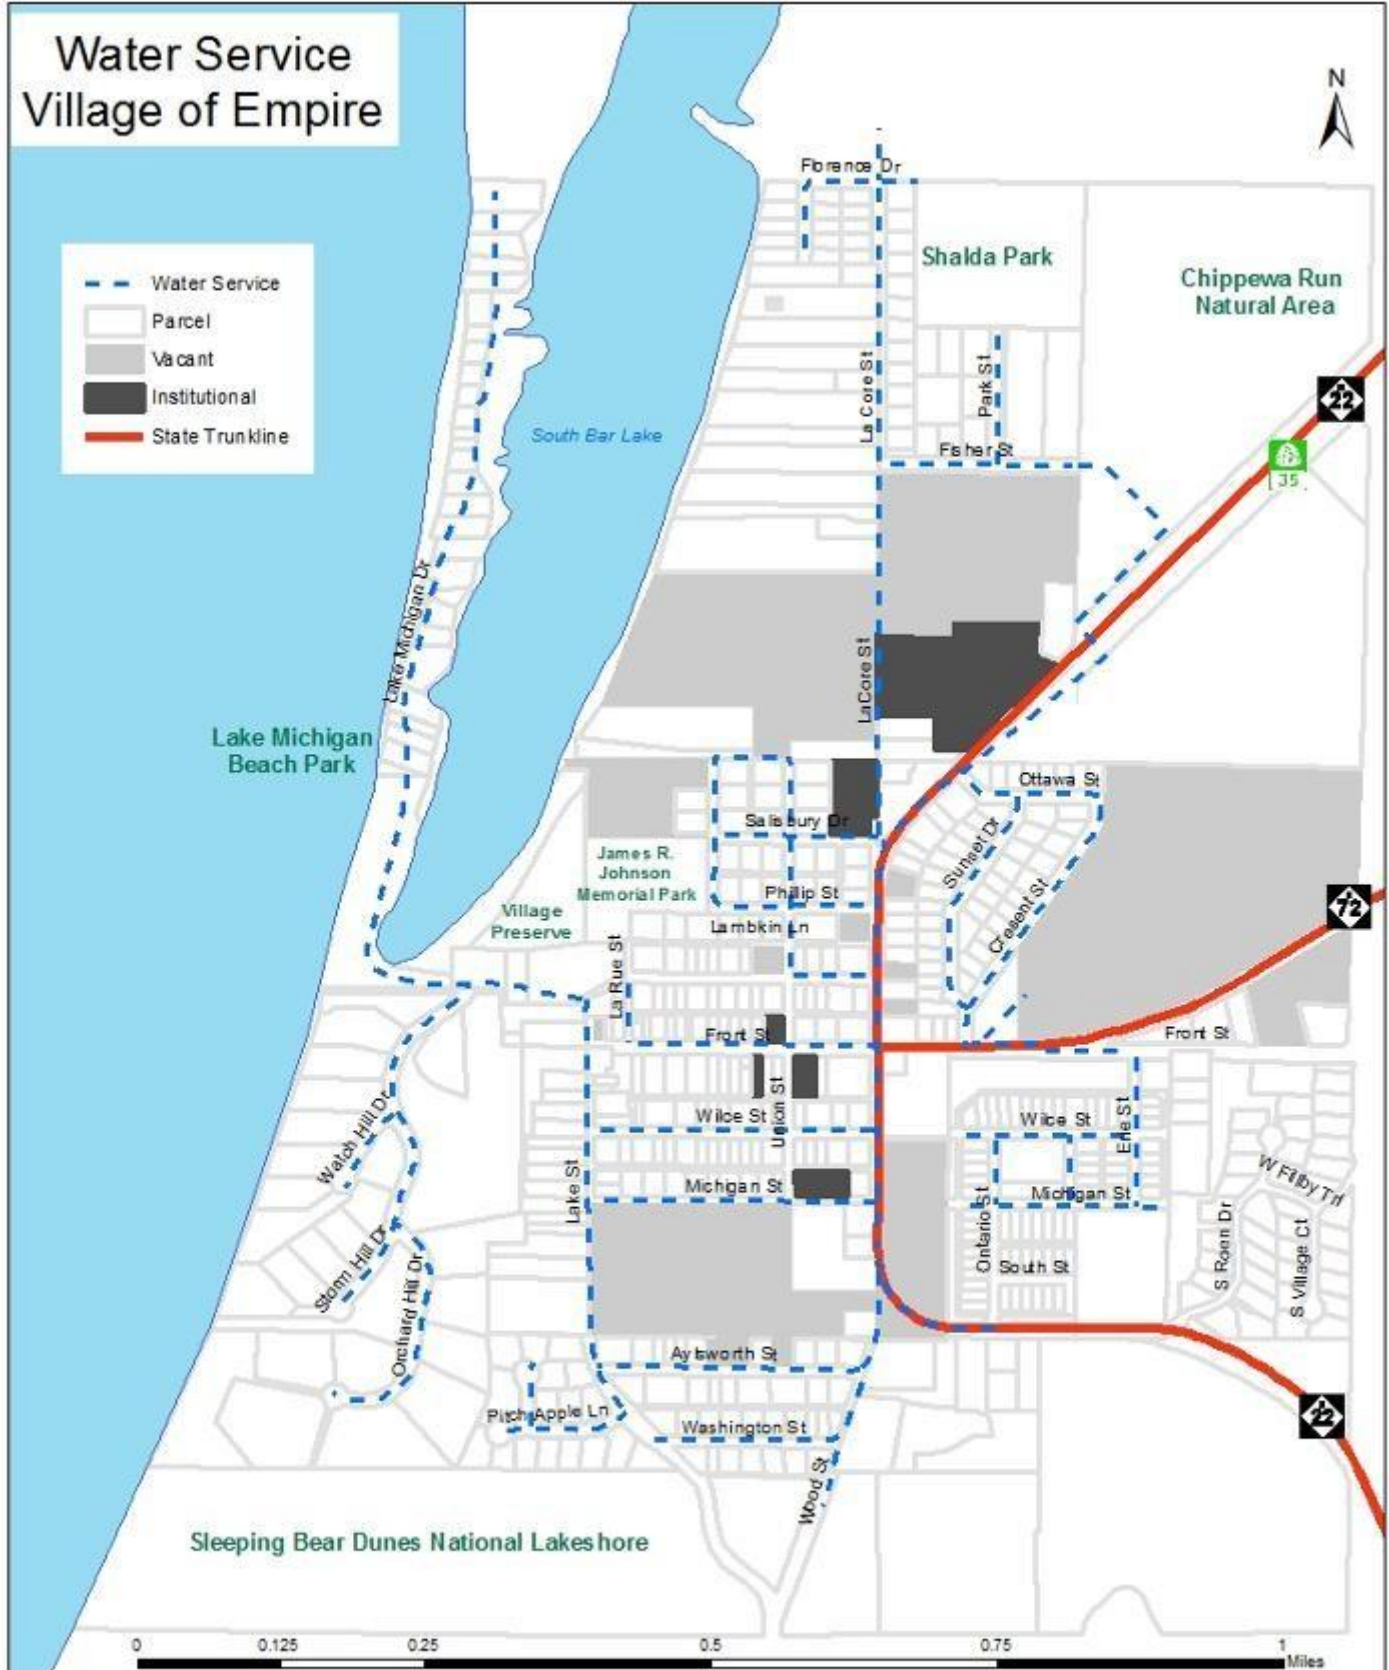 Water Service
Village of Empire
N
Florence Dr
Shalda Park
Chippewa Run
Natural Area
Water Service
Parcel
Vacant
Institutional
State Trunkline
La Core St
Park St
22
South Bar Lake
Fisher St
35
Lake Michigan Dr
LaCore St
Lake Michigan
Beach Park
Ottawa St
Salisbury Dr
Sunset Dr
James R.
Johnson
Memorial Park
Phillip St
Cresent St
72
Village
Preserve
Lambkin Ln
La Rue St
Front St
Front St
Union St
Wilce St
Wilce St
Erie St
Watch Hill Dr
Lake St
Michigan St
Michigan St
W Filiby Trl
Ontario St
S Roen Dr
S Village Ct
Storm Hill Dr
Orchard Hill Dr
South St
Aylsworth St
Pitch Apple Ln
Washington St
22
Wood St
Sleeping Bear Dunes National Lakeshore
0 0.125 0.25 0.5 0.75 1
Miles